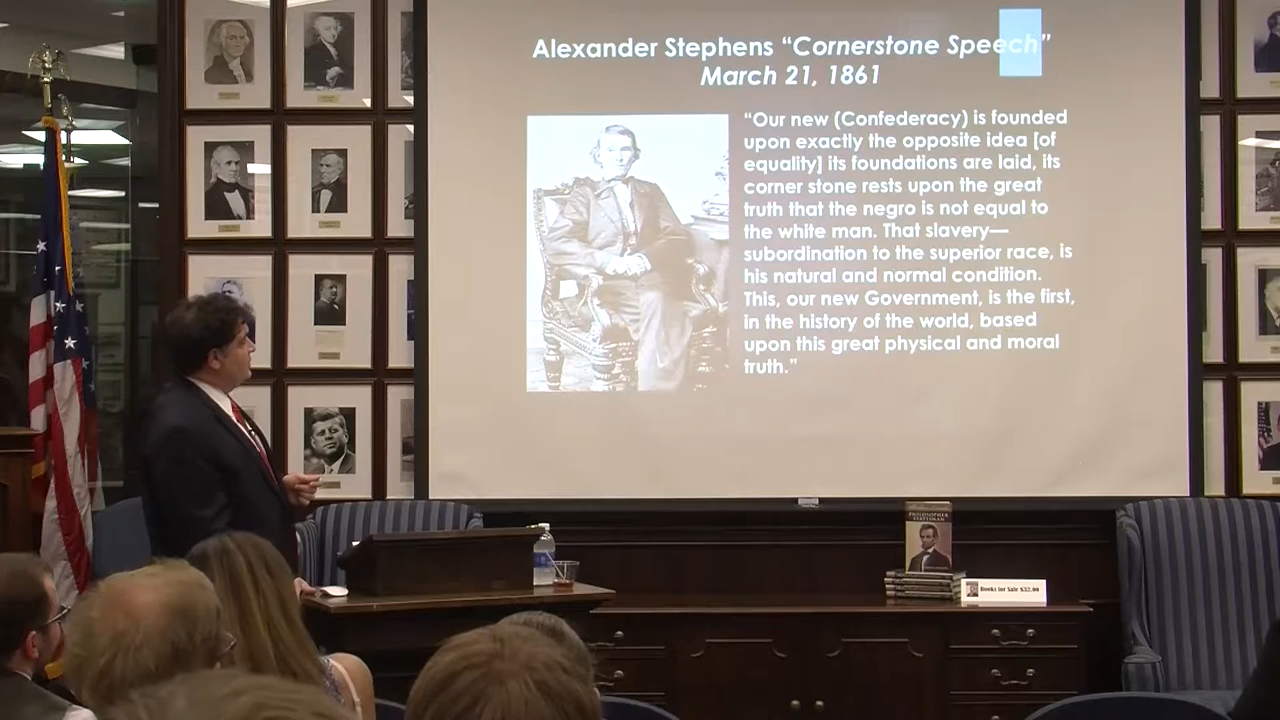 Alexander Stephens “Cornerstone Speech”
March 21, 1861
“Our new (Confederacy) is founded
upon exactly the opposite idea [of
equality] its foundations are laid, its
corner stone rests upon the great
truth that the negro is not equal to
the white man. That slavery—
subordination to the superior race, is
his natural and normal condition.
This, our new Government, is the first,
in the history of the world, based
upon this great physical and moral
truth.”
PHILOSOPHER
STATESMAN
Books for Sale $32.00